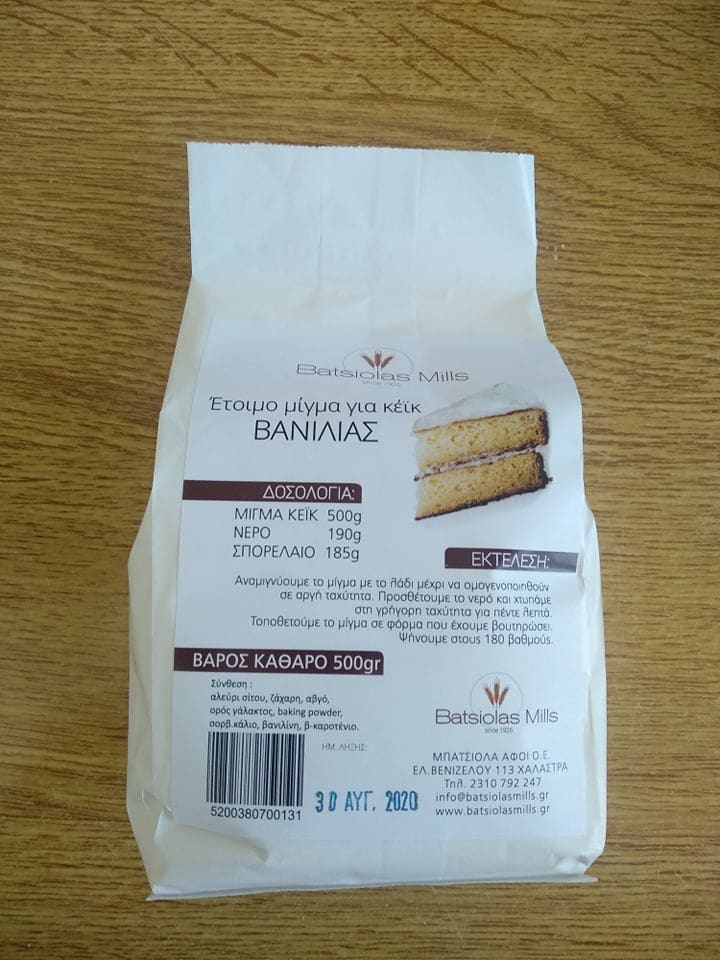 Batsiolas Mills
since 1926
Έτοιμο μίγμα για κέϊκ
ΒΑΝΙΛΙΑΣ
ΔΟΣΟΛΟΓΙΑ:
ΜΙΓΜΑ ΚΕΪΚ 500g
ΝΕΡΟ 190g
ΣΠΟΡΕΛΑΙΟ 185g
ΕΚΤΕΛΕΣΗ:
Αναμιγνύουμε το μίγμα με το λάδι μέχρι να ομογενοποιηθούν
σε αργή ταχύτητα. Προσθέτουμε το νερό και χτυπάμε
στη γρήγορη ταχύτητα για πέντε λεπτά.
Τοποθετούμε το μίγμα σε φόρμα που έχουμε βουτηρώσει.
Ψήνουμε στους 180 βαθμούς.
ΒΑΡΟΣ ΚΑΘΑΡΟ 500gr
Σύνθεση :
αλεύρι σίτου, ζάχαρη, αβγό,
ορός γάλακτος, baking powder,
σορβ.κάλιο, βανιλίνη, β-καροτένιο.
ΗΜ. ΛΗΞΗΣ:
30 ΑΥΓ. 2020
5200380700131
Batsiolas Mills
since 1926
ΜΠΑΤΣΙΟΛΑ ΑΦΟΙ Ο.Ε.
ΕΛ.ΒΕΝΙΖΕΛΟΥ 113 ΧΑΛΑΣΤΡΑ
Τηλ. 2310 792 247
info@batsiolasmills.gr
www.batsiolasmills.gr